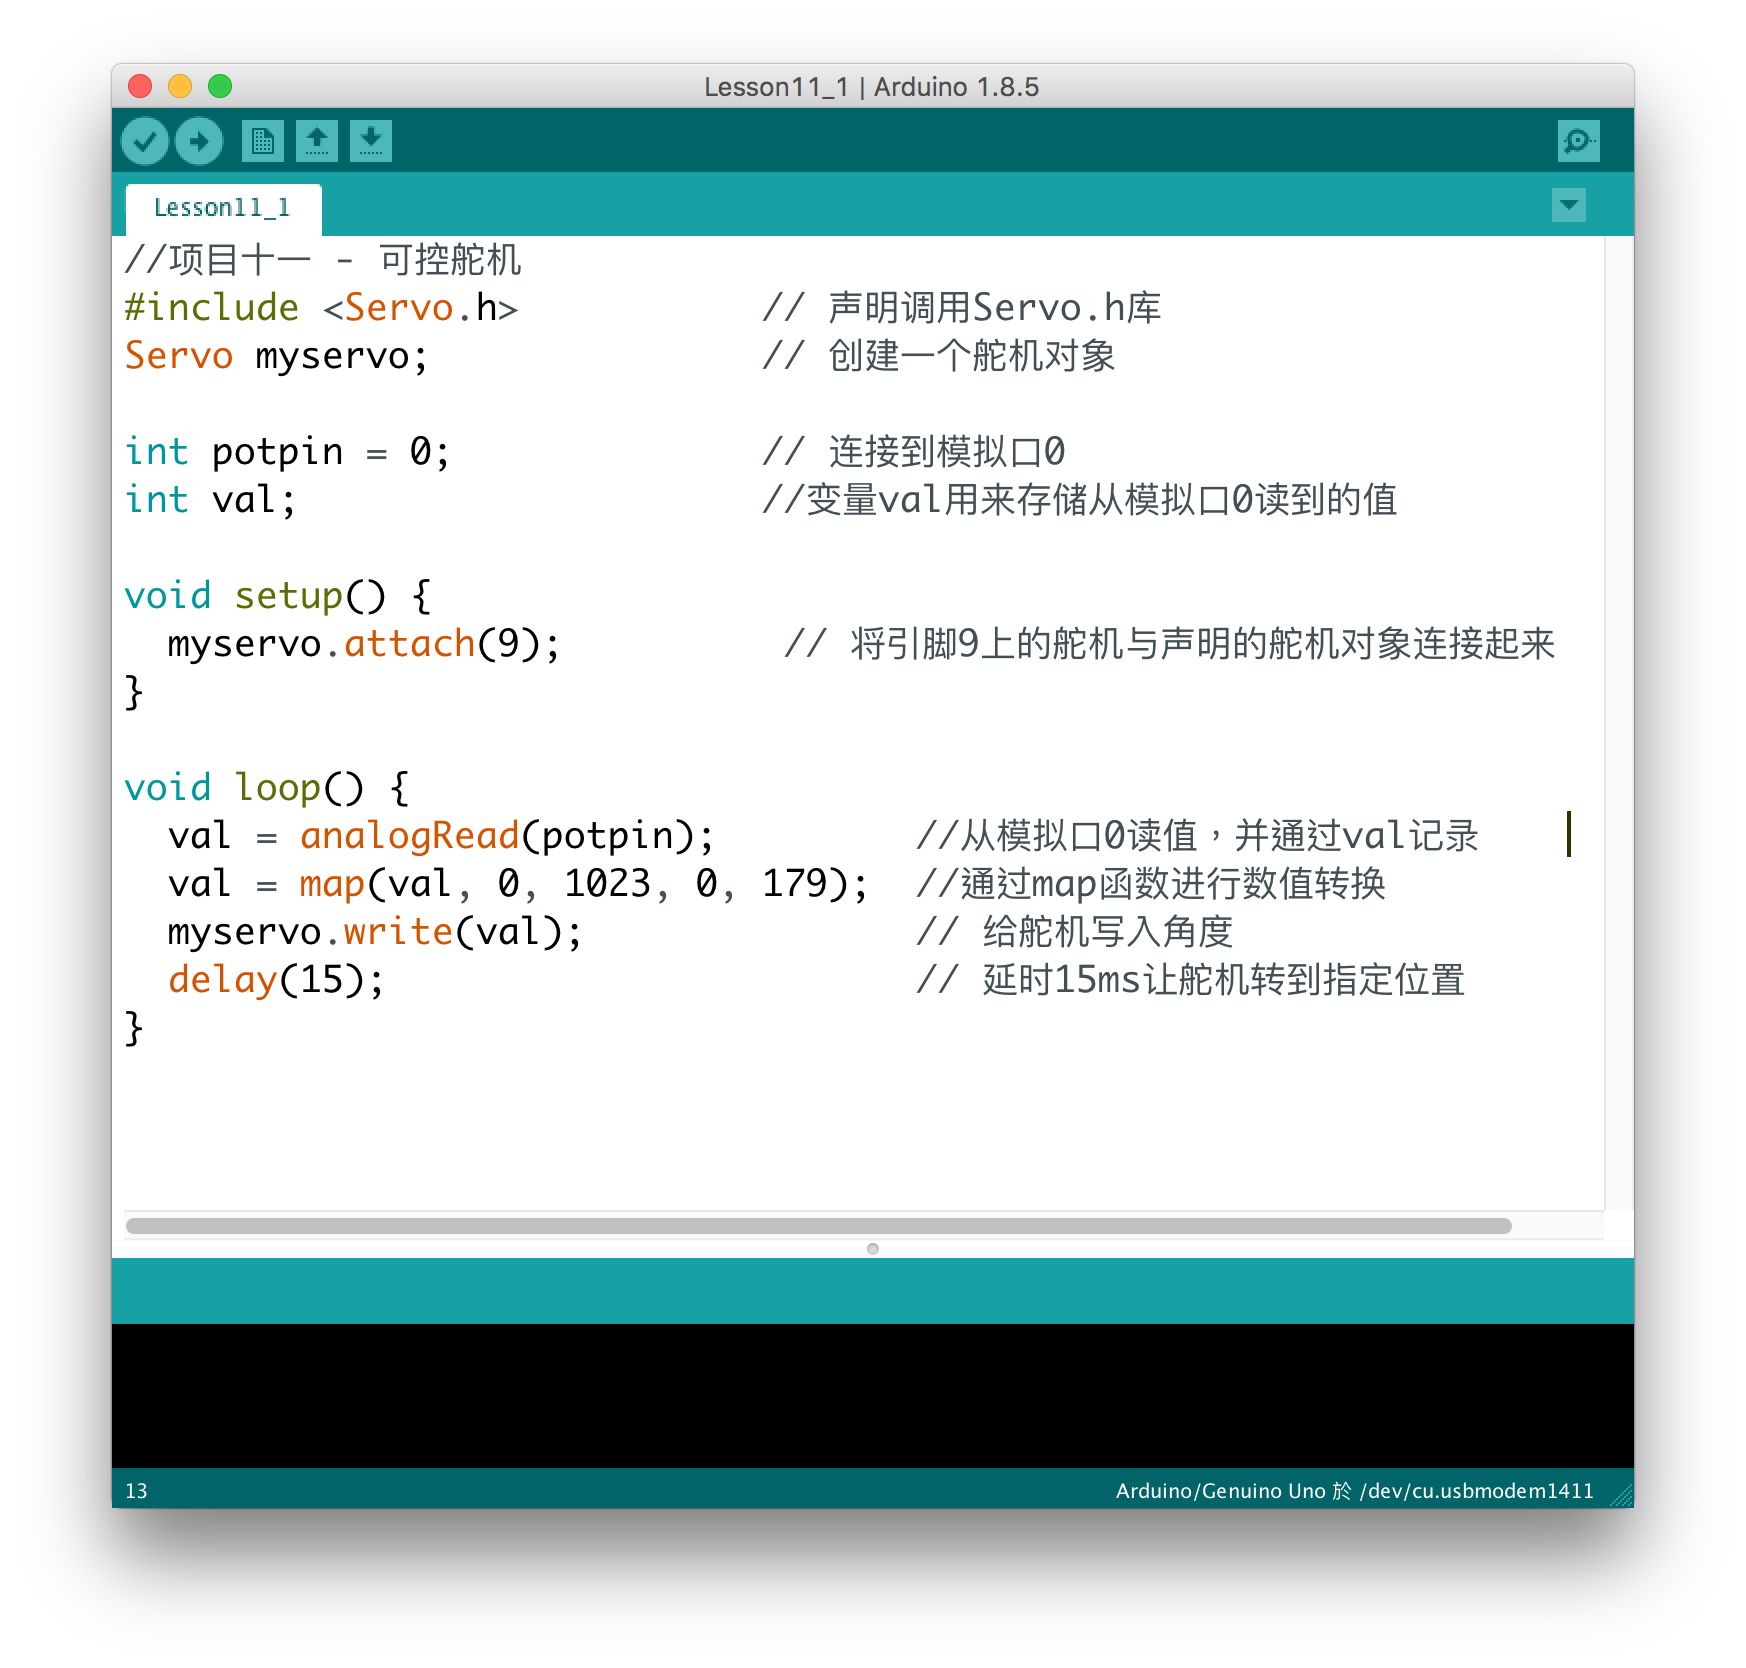 Lesson11_1 | Arduino 1.8.5
Lesson11_1
//项目十一 - 可控舵机
#include <Servo.h>           // 声明调用Servo.h库
Servo myservo;               // 创建一个舵机对象
int potpin = 0;              // 连接到模拟口0
int val;                     //变量val用来存储从模拟口0读到的值
void setup() {
  myservo.attach(9);          // 将引脚9上的舵机与声明的舵机对象连接起来
}
void loop() {
  val = analogRead(potpin);         //从模拟口0读值，并通过val记录
  val = map(val, 0, 1023, 0, 179);  //通过map函数进行数值转换
  myservo.write(val);               // 给舵机写入角度
  delay(15);                        // 延时15ms让舵机转到指定位置
}
13
Arduino/Genuino Uno 於 /dev/cu.usbmodem1411